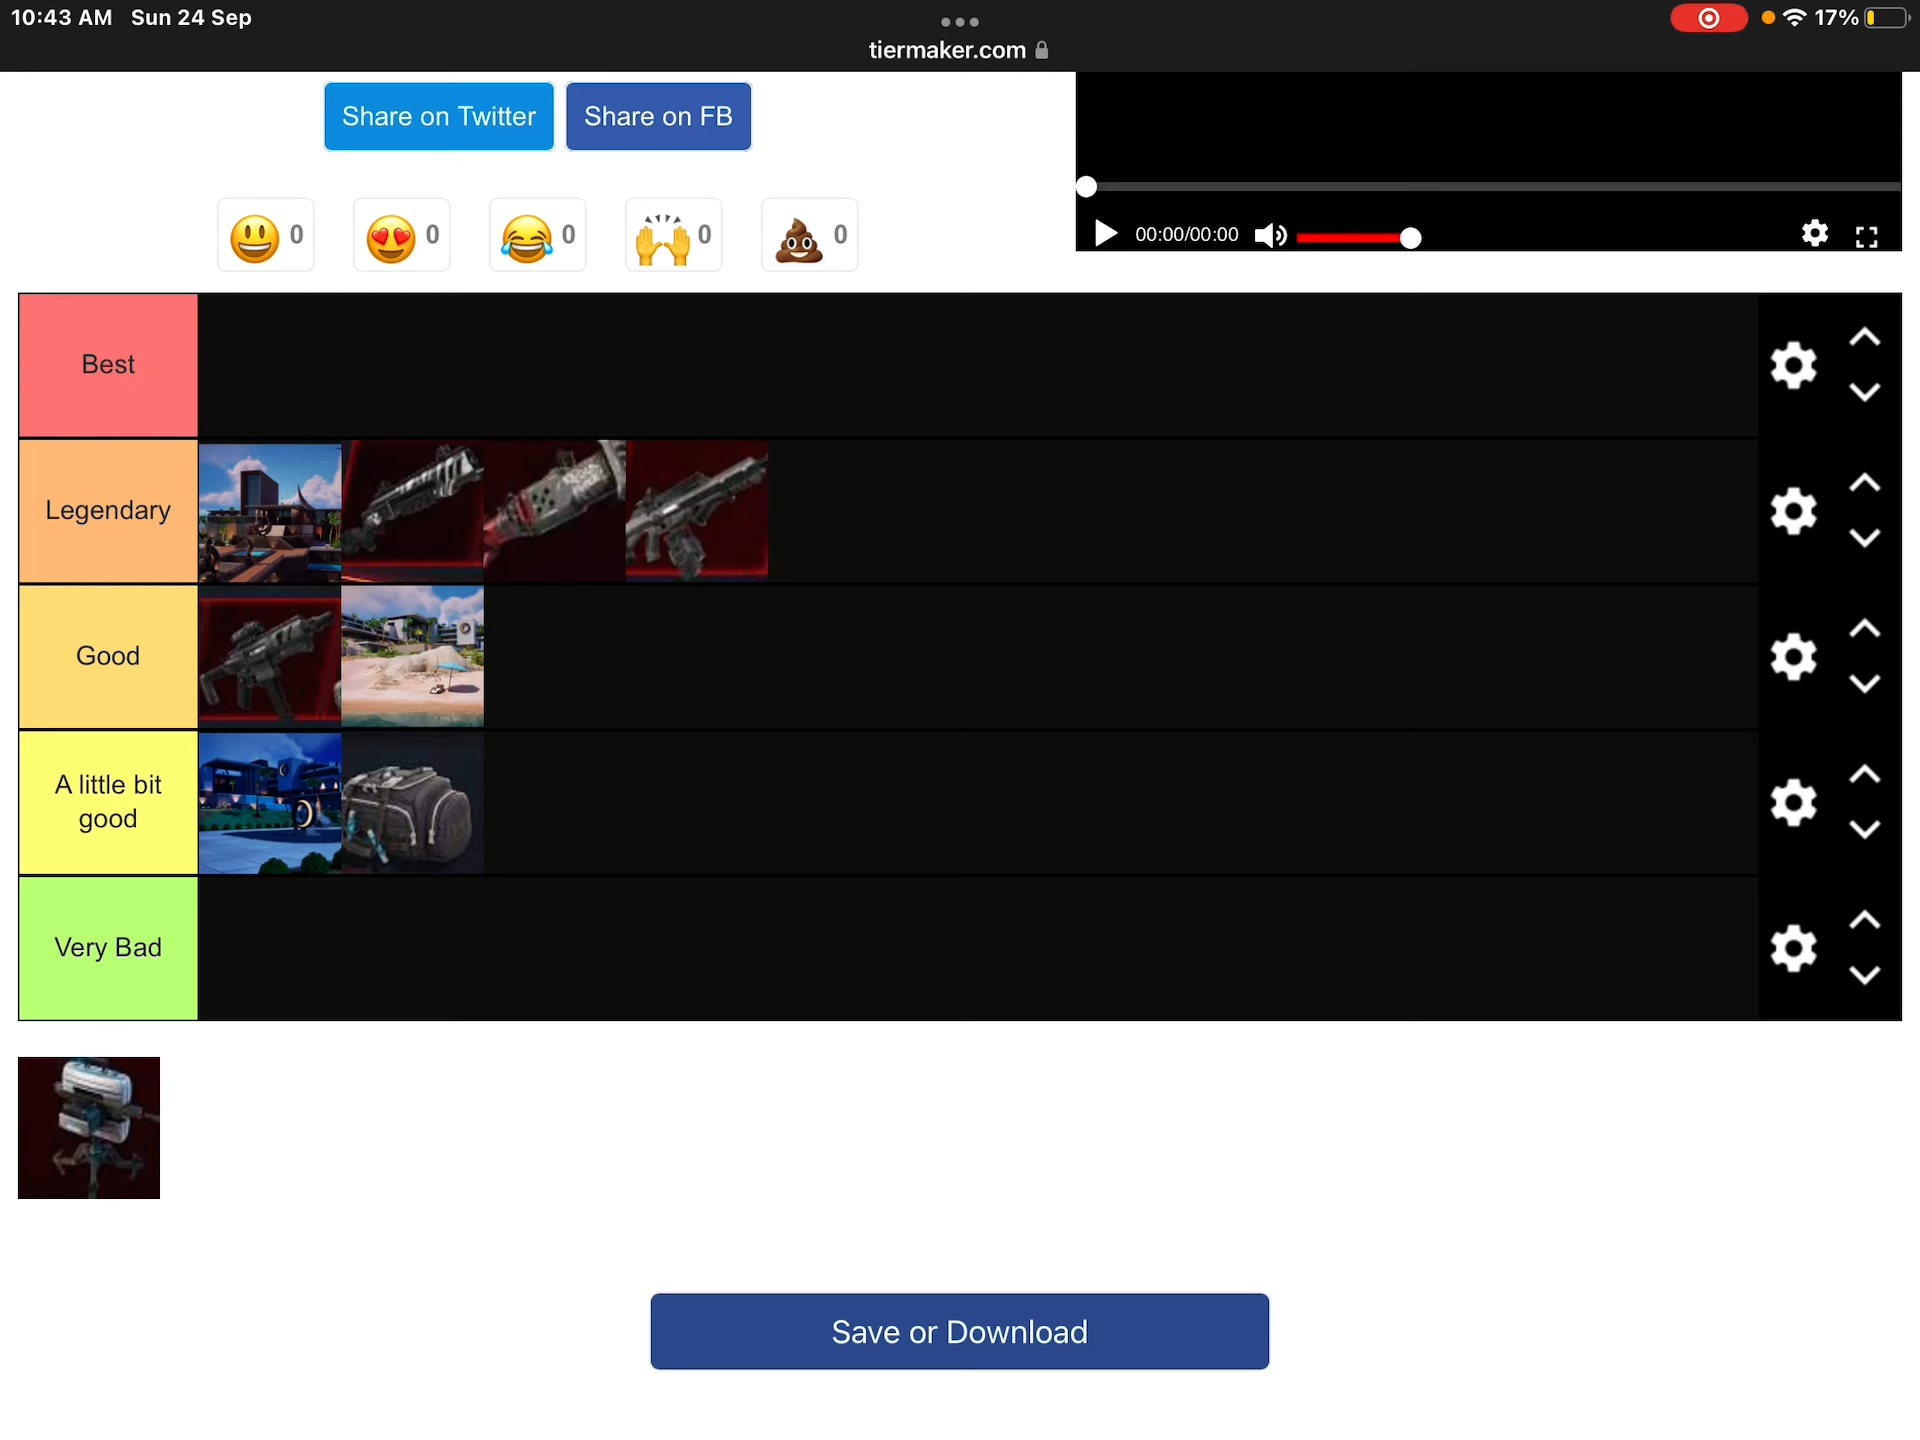 10:43 AM Sun 24 Sep
17%
tiermaker.com
Share on Twitter
Share on FB
0
0
0
0
0
00:00/00:00
Best
Legendary
Good
A little bit
good
Very Bad
Save or Download